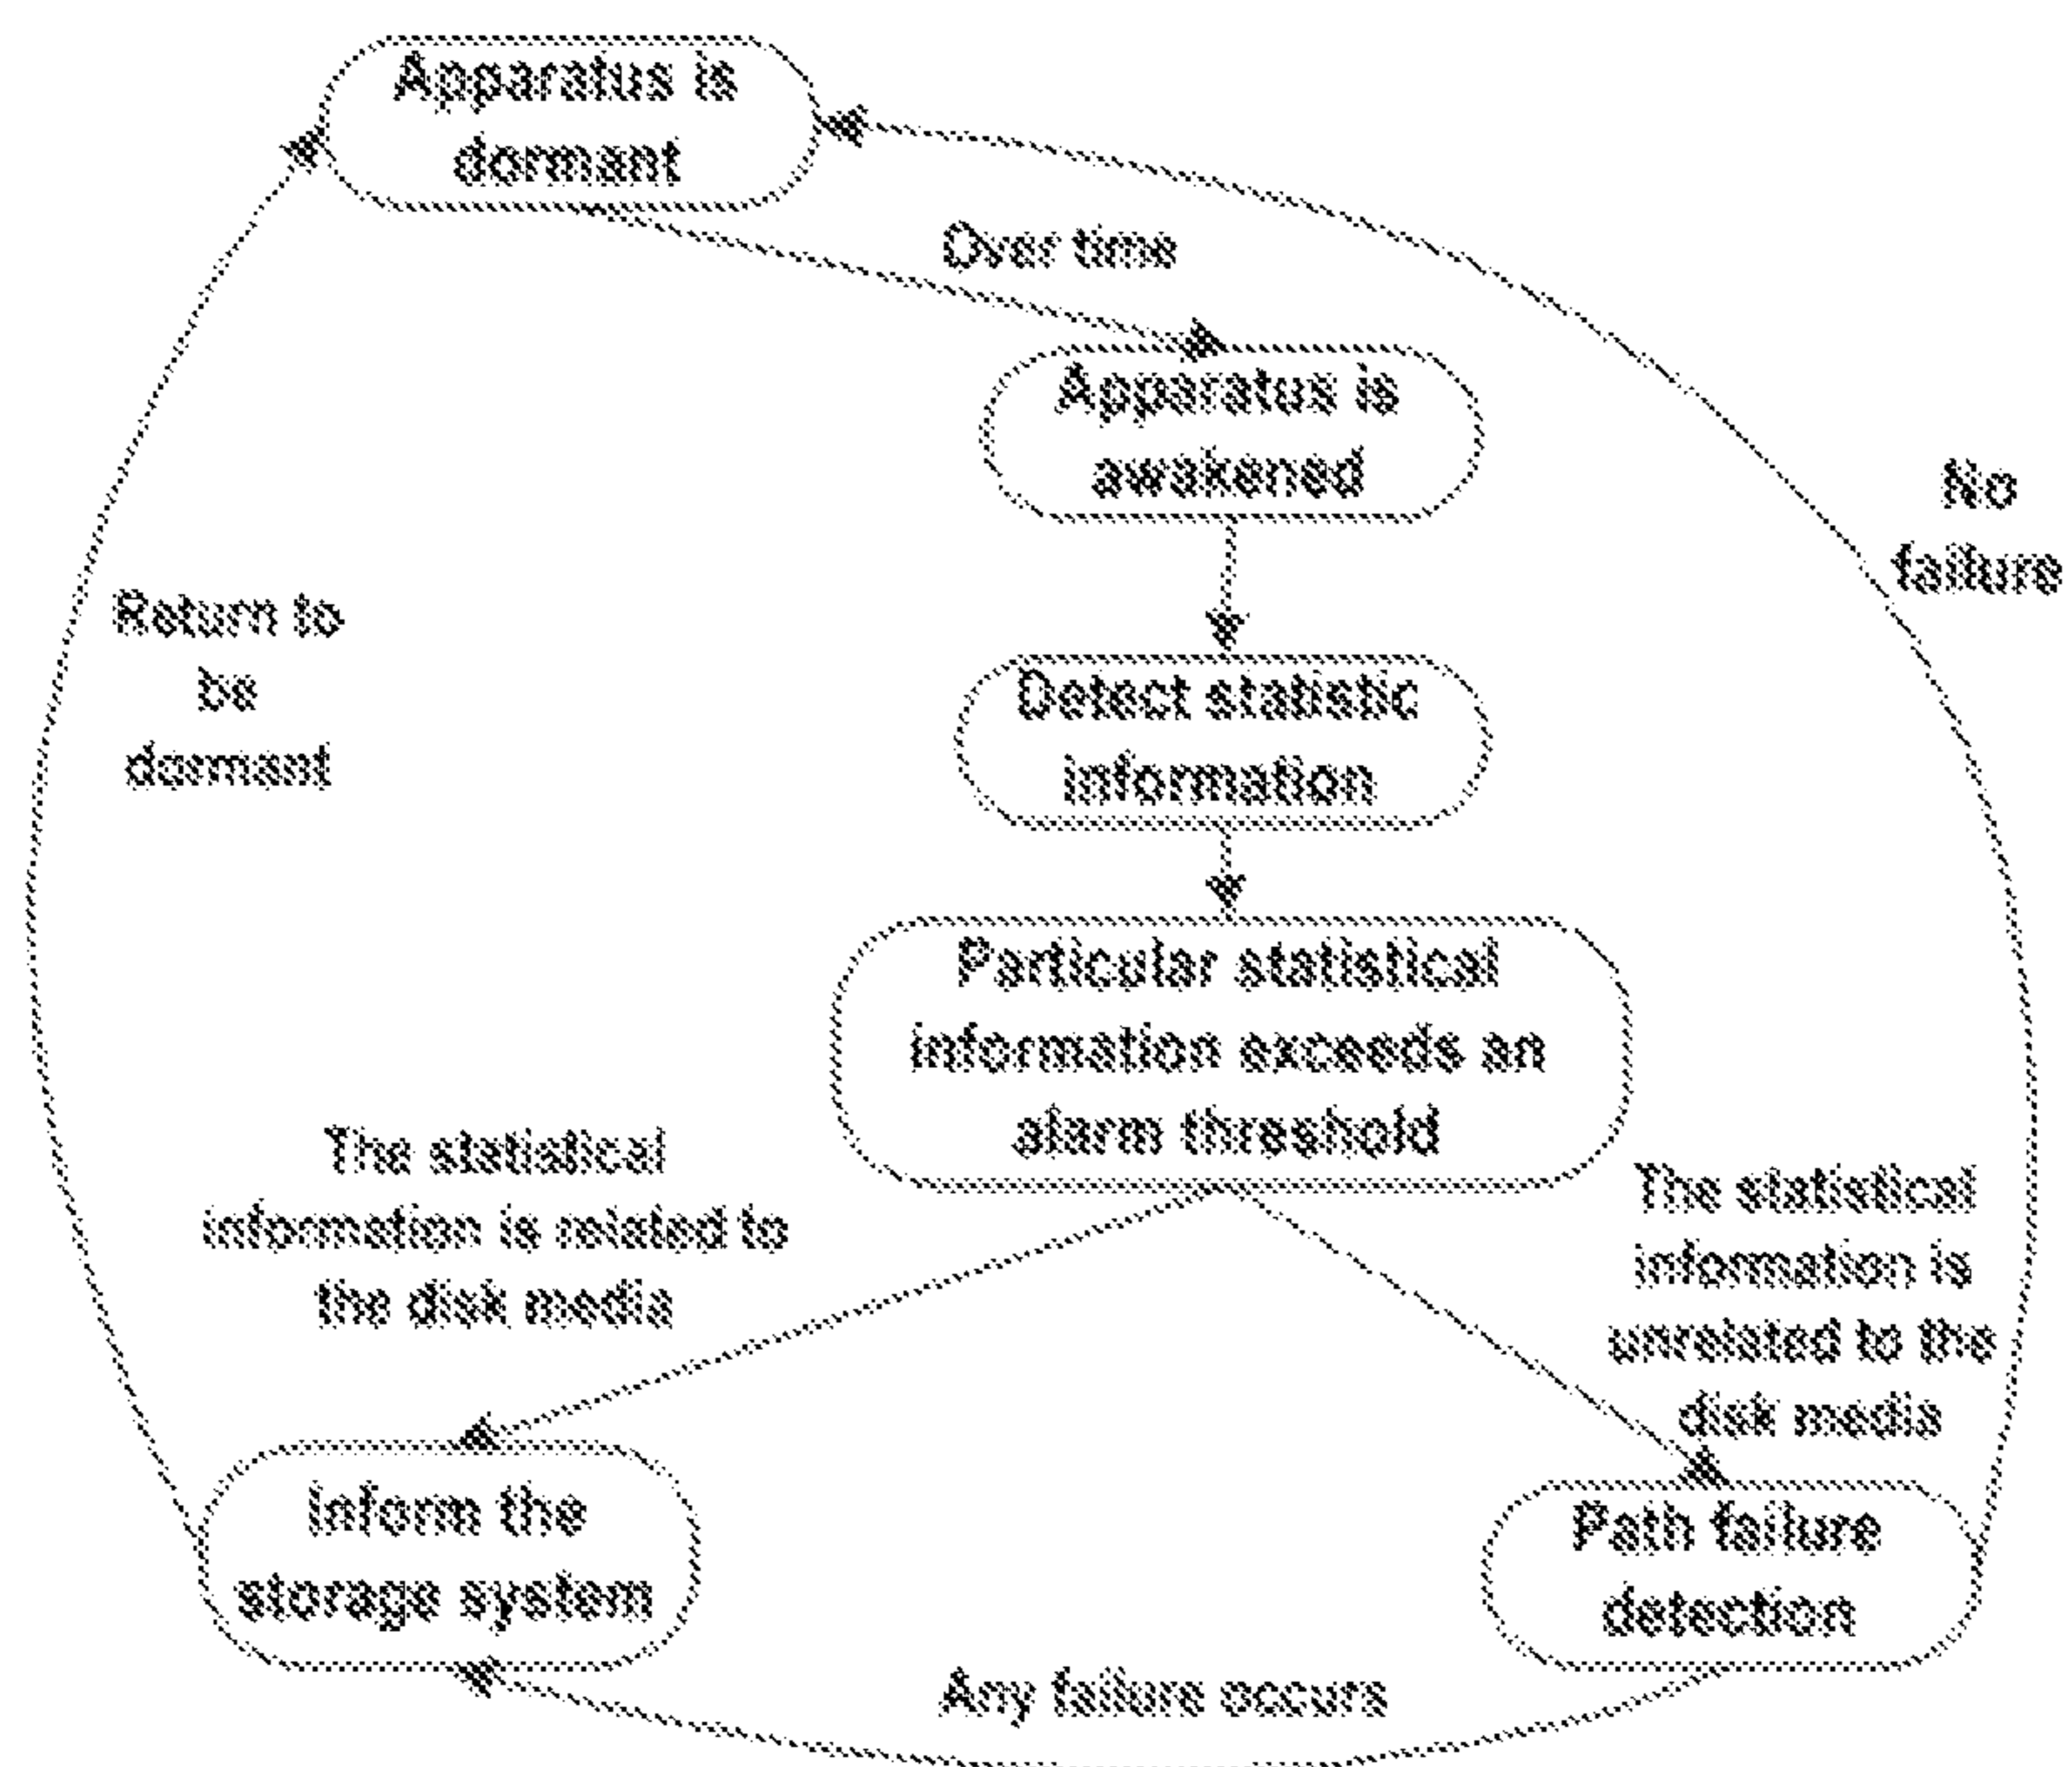 Apparatus is
dormant
Over time
Apparatus is
awakened
No
failure
Return to
be
dormant
Detect statistic
information
Particular statistical
information exceeds an
alarm threshold
The statistical
information is related to
the disk media
The statistical
information is
unrelated to the
disk media
Inform the
storage system
Path failure
detection
Any failure occurs